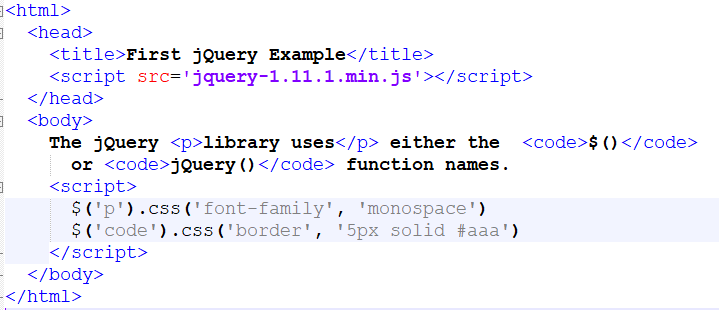 <html>
<head>
<title>First jQuery Example</title>
<script src='jquery-1.11.1.min.js'></script>
</head>
<body>
The jQuery <p>library uses</p> either the  <code>$()</code>
or <code>jQuery()</code> function names.
<script>
$('p').css('font-family', 'monospace')
$('code').css('border', '5px solid #aaa')
</script>
</body>
</html>